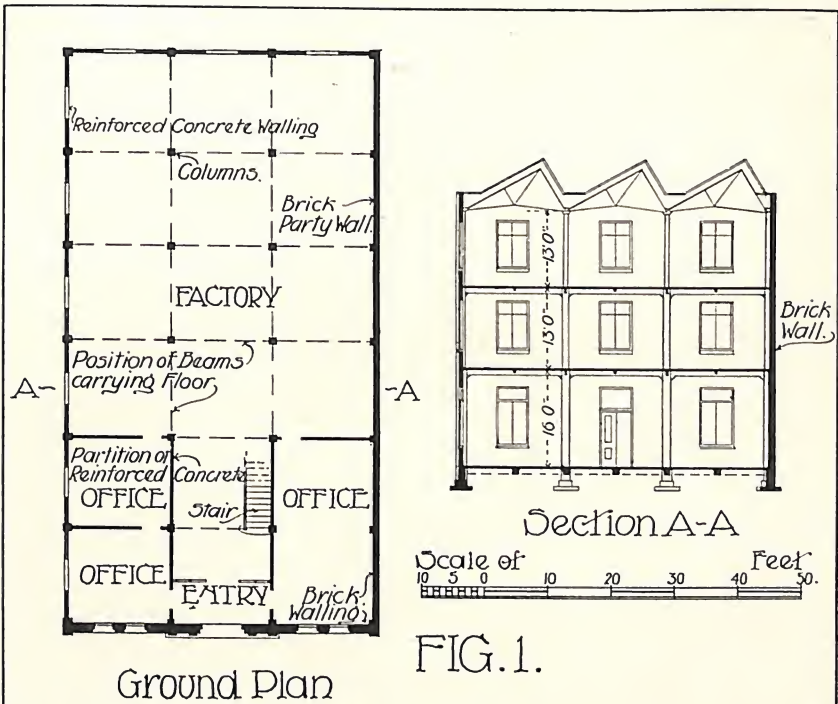 Reinforced Concrete Walling
Columns.
Brick
Party Wall.
FACTORY
Position of Beams
carrying Floor
A
A
Partition of
Reinforced Concrete
OFFICE
Stair
OFFICE
OFFICE
ENTRY
Brick
Walling
Ground Plan
13'0"
13'0"
16'0"
Brick
Wall.
Section A-A
Scale of Feet
10 5 0 10 20 30 40 50.
FIG. 1.